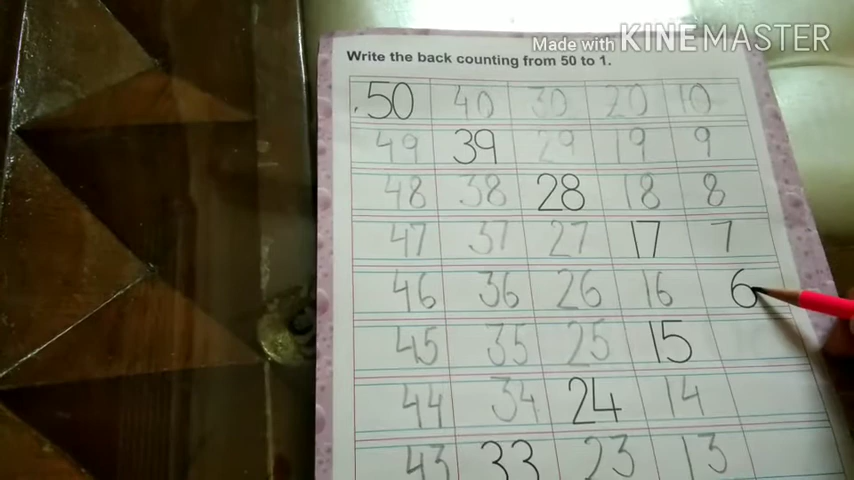 Made with KINEMASTER
Write the back counting from 50 to 1.
50 40 30 20 10
49 39 29 19 9
48 38 28 18 8
47 37 27 17 7
46 36 26 16 6
45 35 25 15
44 34 24 14
43 33 23 13